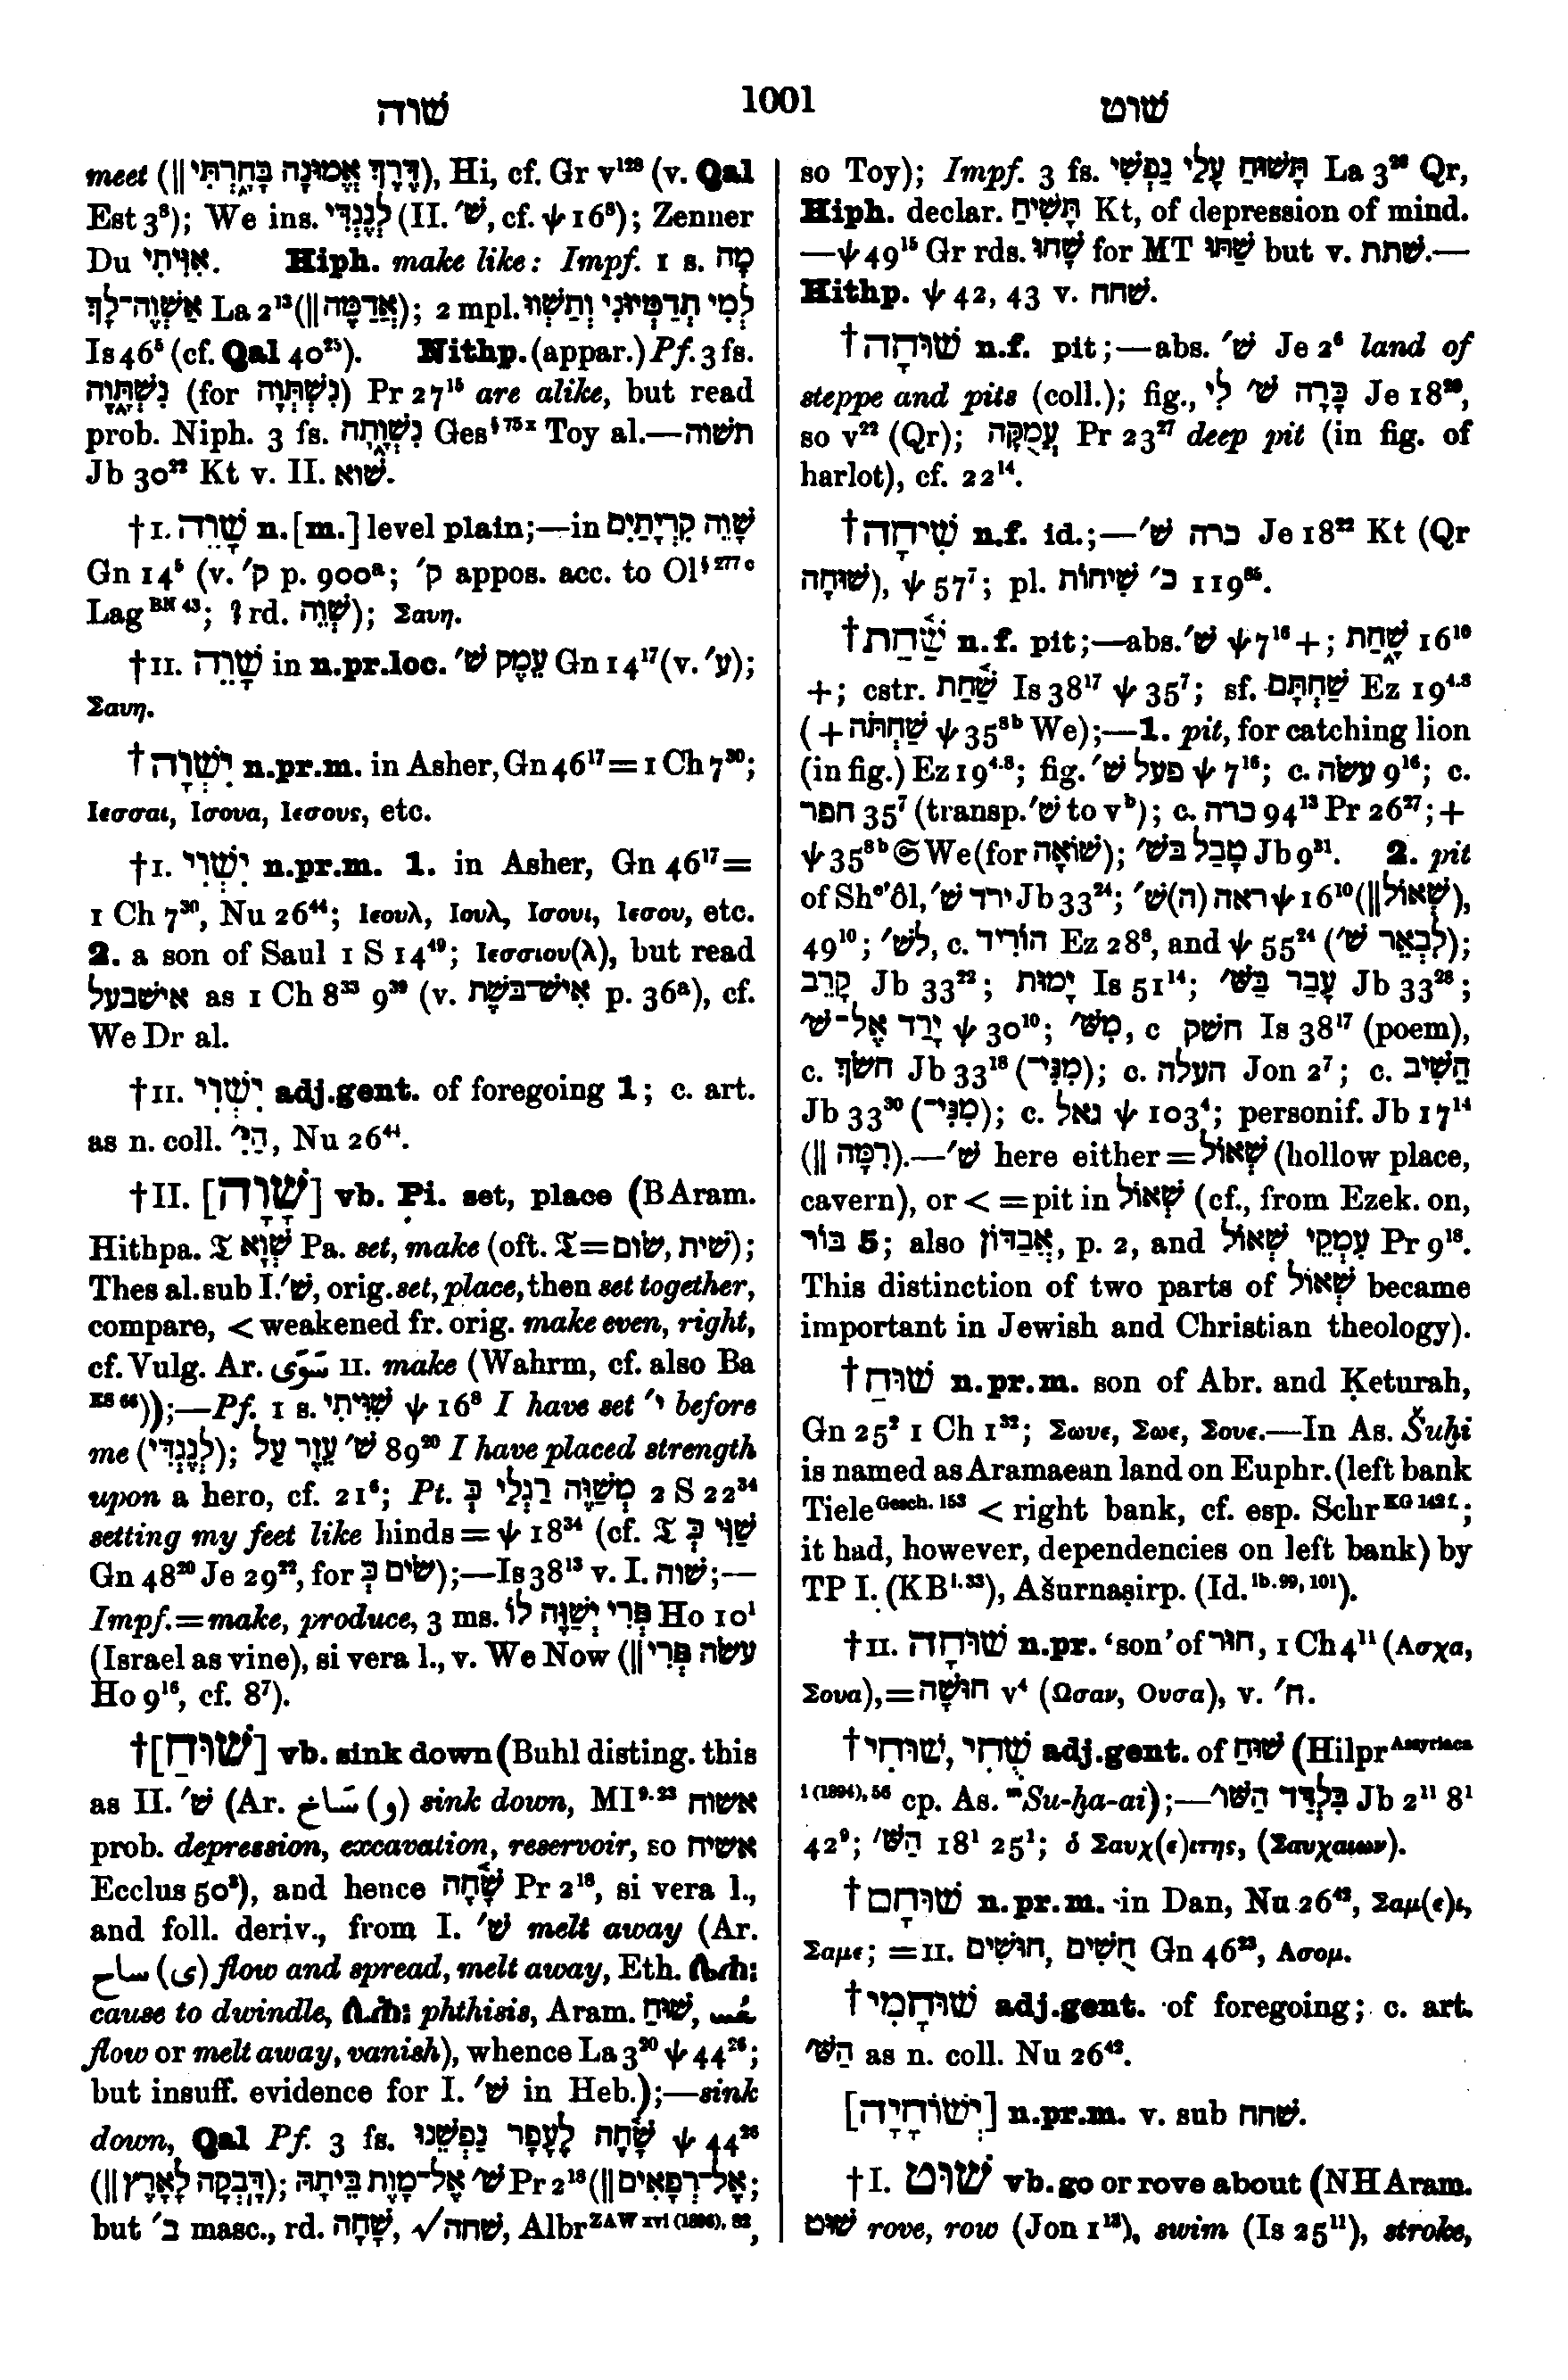 שׁוה
1001
שׁוט
meet (‖ דֶּרֶךְ אֱמוּנָה בָּחָרְתִּי), Hi, cf. Gr v¹²⁸ (v. Qal
Est 3⁸); We ins. לְנֶגְדִּי (II. שׁ׳, cf. ψ 16⁸); Zenner
Du אִוִּיתִי. Hiph. make like: Impf. 1 s. מָה
אַשְׁוֶה־לָּךְ La 2¹³ (‖ אֲדַמֶּה); 2 mpl. לְמִי תְדַמְּיוּנִי וְתַשְׁווּ
Is 46⁵ (cf. Qal 40²⁵). Nithp. (appar.) Pf. 3 fs.
נִשְׁתָּוָה (for נִשְׁתַּוְּתָה) Pr 27¹⁵ are alike, but read
prob. Niph. 3 fs. נִשְׁוָתָה Ges§ ⁷⁵ˣ Toy al.—תשוה
Jb 30²² Kt v. II. שׁוא.
†I. שָׁוֵה n.[m.] level plain;—in שָׁוֵה קִרְיָתַיִם
Gn 14⁵ (v. ק׳ p. 900ᵃ; ק׳ appos. acc. to Ol§ ²⁷⁷ ᶜ
Lag ᴮᴺ ⁴³; ? rd. שְׁוֵה); Σαυη.
†II. שָׁוֵה in n.pr.loc. עֵמֶק שׁ׳ Gn 14¹⁷ (v. ע׳);
Σαυη.
†יִשְׁוָה n.pr.m. in Asher, Gn 46¹⁷ = 1 Ch 7³⁰;
Ιεσσαι, Ισουα, Ιεσους, etc.
†I. יִשְׁוִי n.pr.m. 1. in Asher, Gn 46¹⁷=
1 Ch 7³⁰, Nu 26⁴⁴; Ιεουλ, Ιουλ, Ισουι, Ιεσου, etc.
2. a son of Saul 1 S 14⁴⁹; Ιεσσιου(λ), but read
אישׁבעל as 1 Ch 8³³ 9³⁹ (v. אִישׁ־בּשֶׁת p. 36ᵃ), cf.
We Dr al.
†II. יִשְׁוִי adj.gent. of foregoing 1; c. art.
as n. coll. הַיִּ׳, Nu 26⁴⁴.
†II. [שָׁוָה] vb. Pi. set, place (BAram.
Hithpa. 𝔗 שְׁוָא Pa. set, make (oft. 𝔗=שׂוּם, שׁית);
Thes al. sub I. שׁ׳, orig. set, place, then set together,
compare, < weakened fr. orig. make even, right,
cf. Vulg. Ar. سَوَّى II. make (Wahrm, cf. also Ba
ᴱˢ ⁶⁶));—Pf. 1 s. שִׁוִּיתִי ψ 16⁸ I have set י׳ before
me (לְנֶגְדִּי); שׁ׳ עֵזֶר עַל 89²⁰ I have placed strength
upon a hero, cf. 21⁶; Pt. מְשַׁוֶּה רַגְלַי כָּ 2 S 22³⁴
setting my feet like hinds = ψ 18³⁴ (cf. 𝔗 שַׁוִּי כְּ
Gn 48²⁰ Je 29²², for שִׂים כְּ);—Is 38¹³ v. I. שׁוה;—
Impf. = make, produce, 3 ms. פְּרִי יְשַׁוֶּה לּוֹ Ho 10¹
(Israel as vine), si vera l., v. We Now (‖ עשׂה פְּרִי
Ho 9¹⁶, cf. 8⁷).
†[שׁוּחַ] vb. sink down (Buhl disting. this
as II. שׁ׳ (Ar. سَاخَ (و) sink down, MI⁹·²³ אשוח
prob. depression, excavation, reservoir, so אשיח
Ecclus 50³), and hence שָׁחָה Pr 2¹⁸, si vera l.,
and foll. deriv., from I. שׁ׳ melt away (Ar.
ساح (ى) flow and spread, melt away, Eth.
cause to dwindle, phthisis, Aram. שׁוּחַ,
flow or melt away, vanish), whence La 3²⁰ ψ 44²⁶;
but insuff. evidence for I. שׁ׳ in Heb.);—sink
down, Qal Pf. 3 fs. שָׁחָה לֶעָפָר נַפְשֵׁנוּ ψ 44²⁶
(‖ דָּבְקָה לָאָרֶץ); שׁ׳ אֶל־מָוֶת בֵּיתָהּ Pr 2¹⁸ (‖ אֶל־רְפָאִים;
but ב׳ masc., rd. שָׁחָה, √שׁחה, Albr ᶻᴬᵂ ˣᵛⁱ ⁽¹⁸⁹⁶⁾, ⁸²,
so Toy); Impf. 3 fs. תָּשׁוּחַ עָלַי נַפְשִׁי La 3²⁰ Qr,
Hiph. declar. תָּשִׁיחַ Kt, of depression of mind.
—ψ 49¹⁵ Gr rds. שָׁחוּ for MT שַׁתּוּ but v. שׁתת.—
Hithp. ψ 42, 43 v. שׁחח.
†שׁוּחָה n.f. pit;—abs. שׁ׳ Je 2⁶ land of
steppe and pits (coll.); fig., כָּרָה שׁ׳ לְי׳ Je 18²⁰,
so v²² (Qr); עֲמֻקָּה Pr 23²⁷ deep pit (in fig. of
harlot), cf. 22¹⁴.
†שִׁיחָה n.f. id.;—כרה שׁ׳ Je 18²² Kt (Qr
שׁוּחָה), ψ 57⁷; pl. כ׳ שִׁיחוֹת 119⁸⁵.
†שַׁחַת n.f. pit;—abs. שׁ׳ ψ 7¹⁶ +; שָׁחַת 16¹⁰
+; cstr. שַׁחַת Is 38¹⁷ ψ 35⁷; sf. שַׁחְתָּם Ez 19⁴·⁸
(+ שַׁחְתֹּה ψ 35⁸ᵇ We);—1. pit, for catching lion
(in fig.) Ez 19⁴·⁸; fig. פעל שׁ׳ ψ 7¹⁶; c. עשׂה 9¹⁶; c.
חפר 35⁷ (transp. שׁ׳ to vᵇ); c. כרה 94¹³ Pr 26²⁷; +
ψ 35⁸ᵇ 𝔖 We (for שׁוֹאָה); טָבַל בּשׁ׳ Jb 9³¹. 2. pit
of Shᵉ'ôl, ירד שׁ׳ Jb 33²⁴; ראה (ה)שׁ׳ ψ 16¹⁰ (‖ שְׁאוֹל),
49¹⁰; לשׁ׳, c. הוֹרִיד Ez 28⁸, and ψ 55²⁴ (לִבְאֵר שׁ׳);
קָרֵב Jb 33²²; יָמוּת Is 51¹⁴; עָבַר בַּשׁ׳ Jb 33²⁸;
יָרַד אֶל־שׁ׳ ψ 30¹⁰; מִשׁ׳, c חשׁק Is 38¹⁷ (poem),
c. חשׂךְ Jb 33¹⁸ (מִנִּי־); c. העלה Jon 2⁷; c. הֵשִׁיב
Jb 33³⁰ (מִנִּי־); c. גאל ψ 103⁴; personif. Jb 17¹⁴
(‖ רִמָּה).—שׁ׳ here either = שְׁאוֹל (hollow place,
cavern), or < = pit in שְׁאוֹל (cf., from Ezek. on,
בּוֹר 5; also אֲבַדּוֹן, p. 2, and עִמְקֵי שְׁאוֹל Pr 9¹⁸.
This distinction of two parts of שְׁאוֹל became
important in Jewish and Christian theology).
†שׁוּחַ n.pr.m. son of Abr. and Ḳeturah,
Gn 25² 1 Ch 1³²; Σωυε, Σωε, Σουε.—In As. Šuḫi
is named as Aramaean land on Euphr. (left bank
Tiele ᴳᵉˢᶜʰ· ¹⁵³ < right bank, cf. esp. Schr ᴷᴳ ¹⁴² ᶠ·;
it had, however, dependencies on left bank) by
TP I. (KB ⁱ·³³), Ašurnaṣirp. (Id. ⁱᵇ·⁹⁹, ¹⁰¹).
†II. שׁוּחָה n.pr. ‘son’ of חוּר, 1 Ch 4¹¹ (Ασχα,
Σουα), = חוּשָׁה v⁴ (Ωσαν, Ουσα), v. ח׳.
†שׁוּחִי, שֻׁחִי adj.gent. of שׁוּחַ (Hilpr ᴬˢˢʸʳⁱᵃᶜᵃ
¹ ⁽¹⁸⁹⁴⁾, ⁵⁶ cp. As. ᵐSu-ḫa-ai);—בִּלְדַּד הַשּׁוּ׳ Jb 2¹¹ 8¹
42⁹; הַשּׁ׳ 18¹ 25¹; ὁ Σαυχ(ε)ιτης, (Σαυχαιων).
†שׁוּחָם n.pr.m. in Dan, Nu 26⁴², Σαμ(ε)ι,
Σαμε; = II. חוּשִׁים, חֻשִׁים Gn 46²³, Ασομ.
†שׁוּחָמִי adj.gent. of foregoing; c. art.
הַשּׁ׳ as n. coll. Nu 26⁴².
[יְשׁוֹחָיָה] n.pr.m. v. sub שׁחח.
†I. שׁוּט vb. go or rove about (NH Aram.
שׁוּט rove, row (Jon 1¹³), swim (Is 25¹¹), stroke,